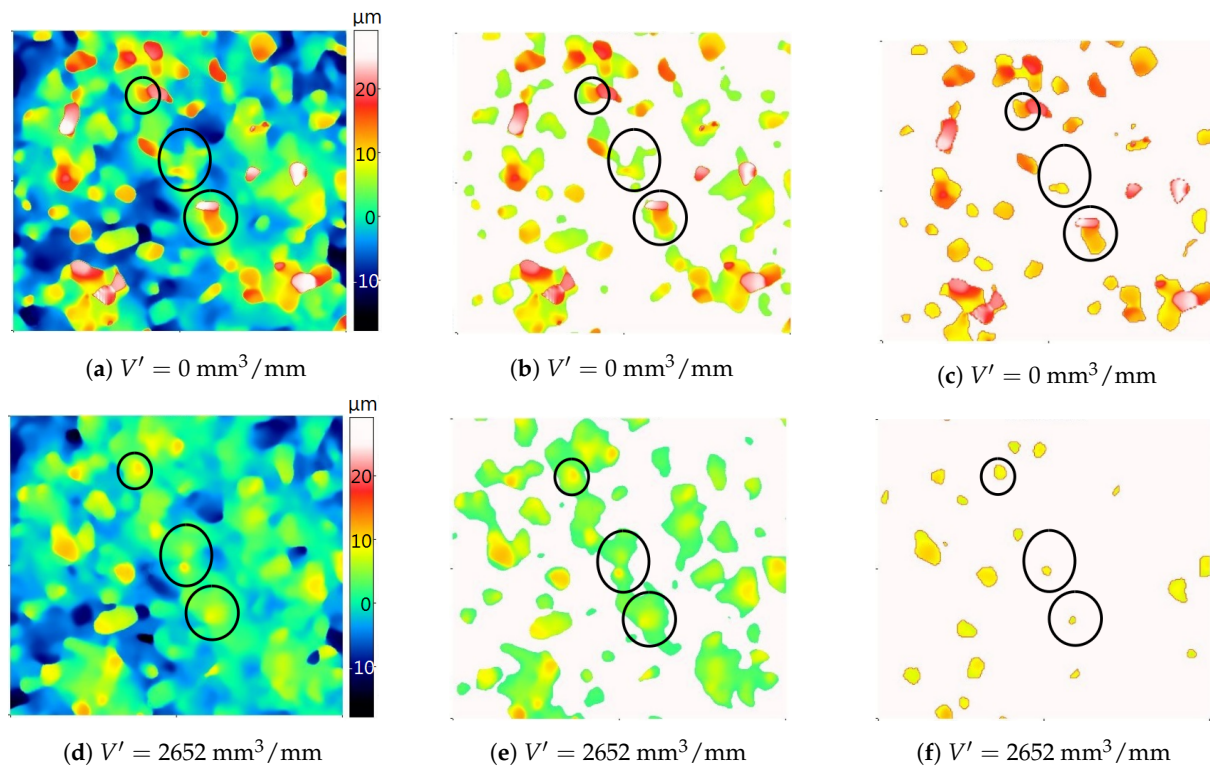 µm
20
10
0
-10
(a) V′ = 0 mm³/mm
(b) V′ = 0 mm³/mm
(c) V′ = 0 mm³/mm
µm
20
10
0
-10
(d) V′ = 2652 mm³/mm
(e) V′ = 2652 mm³/mm
(f) V′ = 2652 mm³/mm